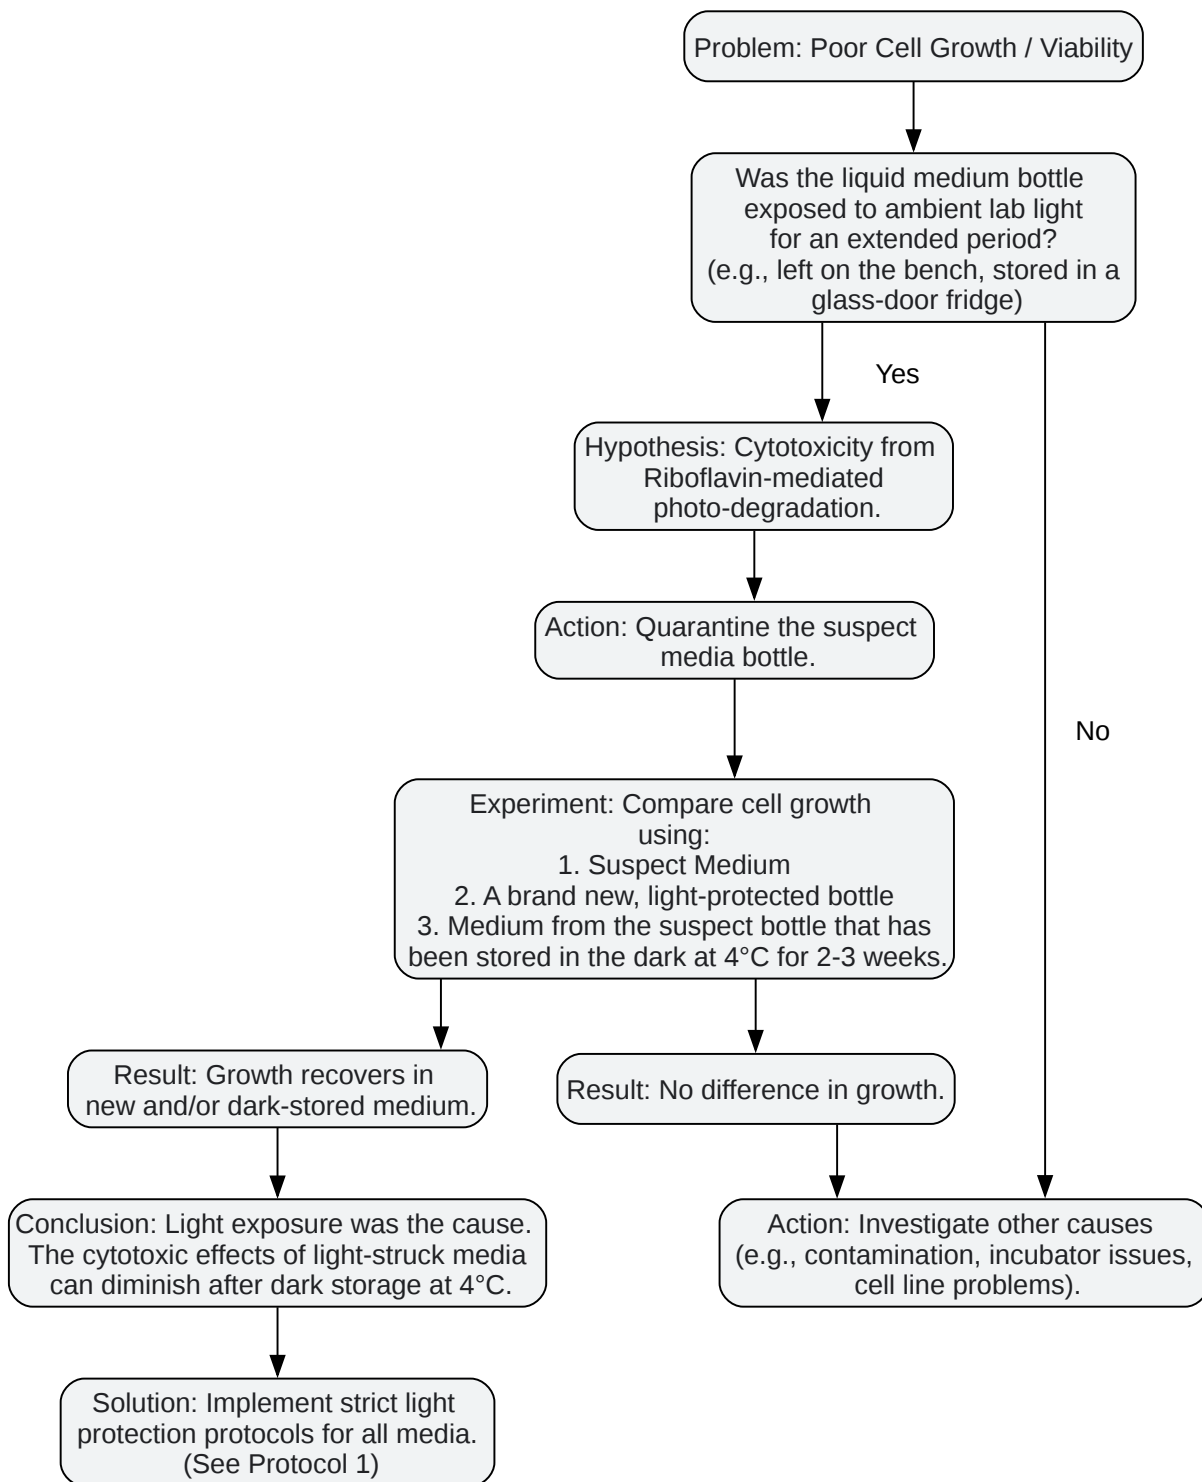 Problem: Poor Cell Growth / Viability
Was the liquid medium bottle
exposed to ambient lab light
for an extended period?
(e.g., left on the bench, stored in a
glass-door fridge)
Yes
Hypothesis: Cytotoxicity from
Riboflavin-mediated
photo-degradation.
Action: Quarantine the suspect
media bottle.
No
Experiment: Compare cell growth
using:
1. Suspect Medium
2. A brand new, light-protected bottle
3. Medium from the suspect bottle that has
been stored in the dark at 4°C for 2-3 weeks.
Result: Growth recovers in
new and/or dark-stored medium.
Result: No difference in growth.
Conclusion: Light exposure was the cause.
The cytotoxic effects of light-struck media
can diminish after dark storage at 4°C.
Action: Investigate other causes
(e.g., contamination, incubator issues,
cell line problems).
Solution: Implement strict light
protection protocols for all media.
(See Protocol 1)